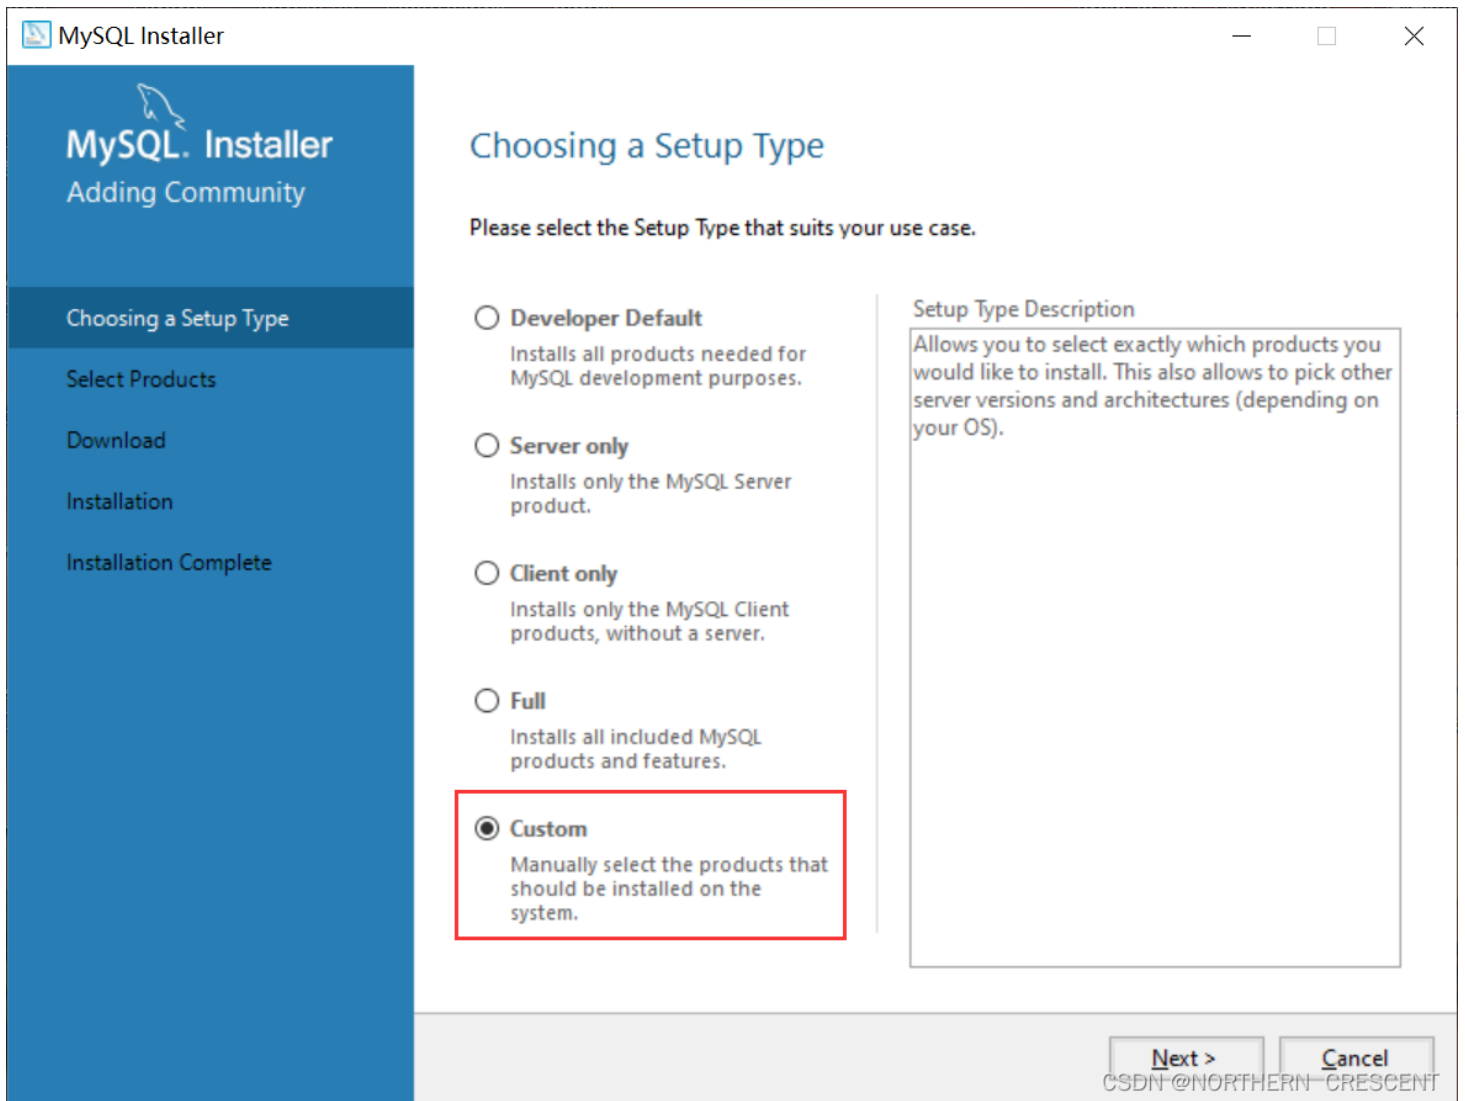 MySQL Installer
MySQL. Installer
Adding Community
Choosing a Setup Type
Select Products
Download
Installation
Installation Complete
Choosing a Setup Type
Please select the Setup Type that suits your use case.
Developer Default
Installs all products needed for
MySQL development purposes.
Server only
Installs only the MySQL Server
product.
Client only
Installs only the MySQL Client
products, without a server.
Full
Installs all included MySQL
products and features.
Custom
Manually select the products that
should be installed on the
system.
Setup Type Description
Allows you to select exactly which products you
would like to install. This also allows to pick other
server versions and architectures (depending on
your OS).
Next >
Cancel
CSDN @NORTHERN_CRESCENT